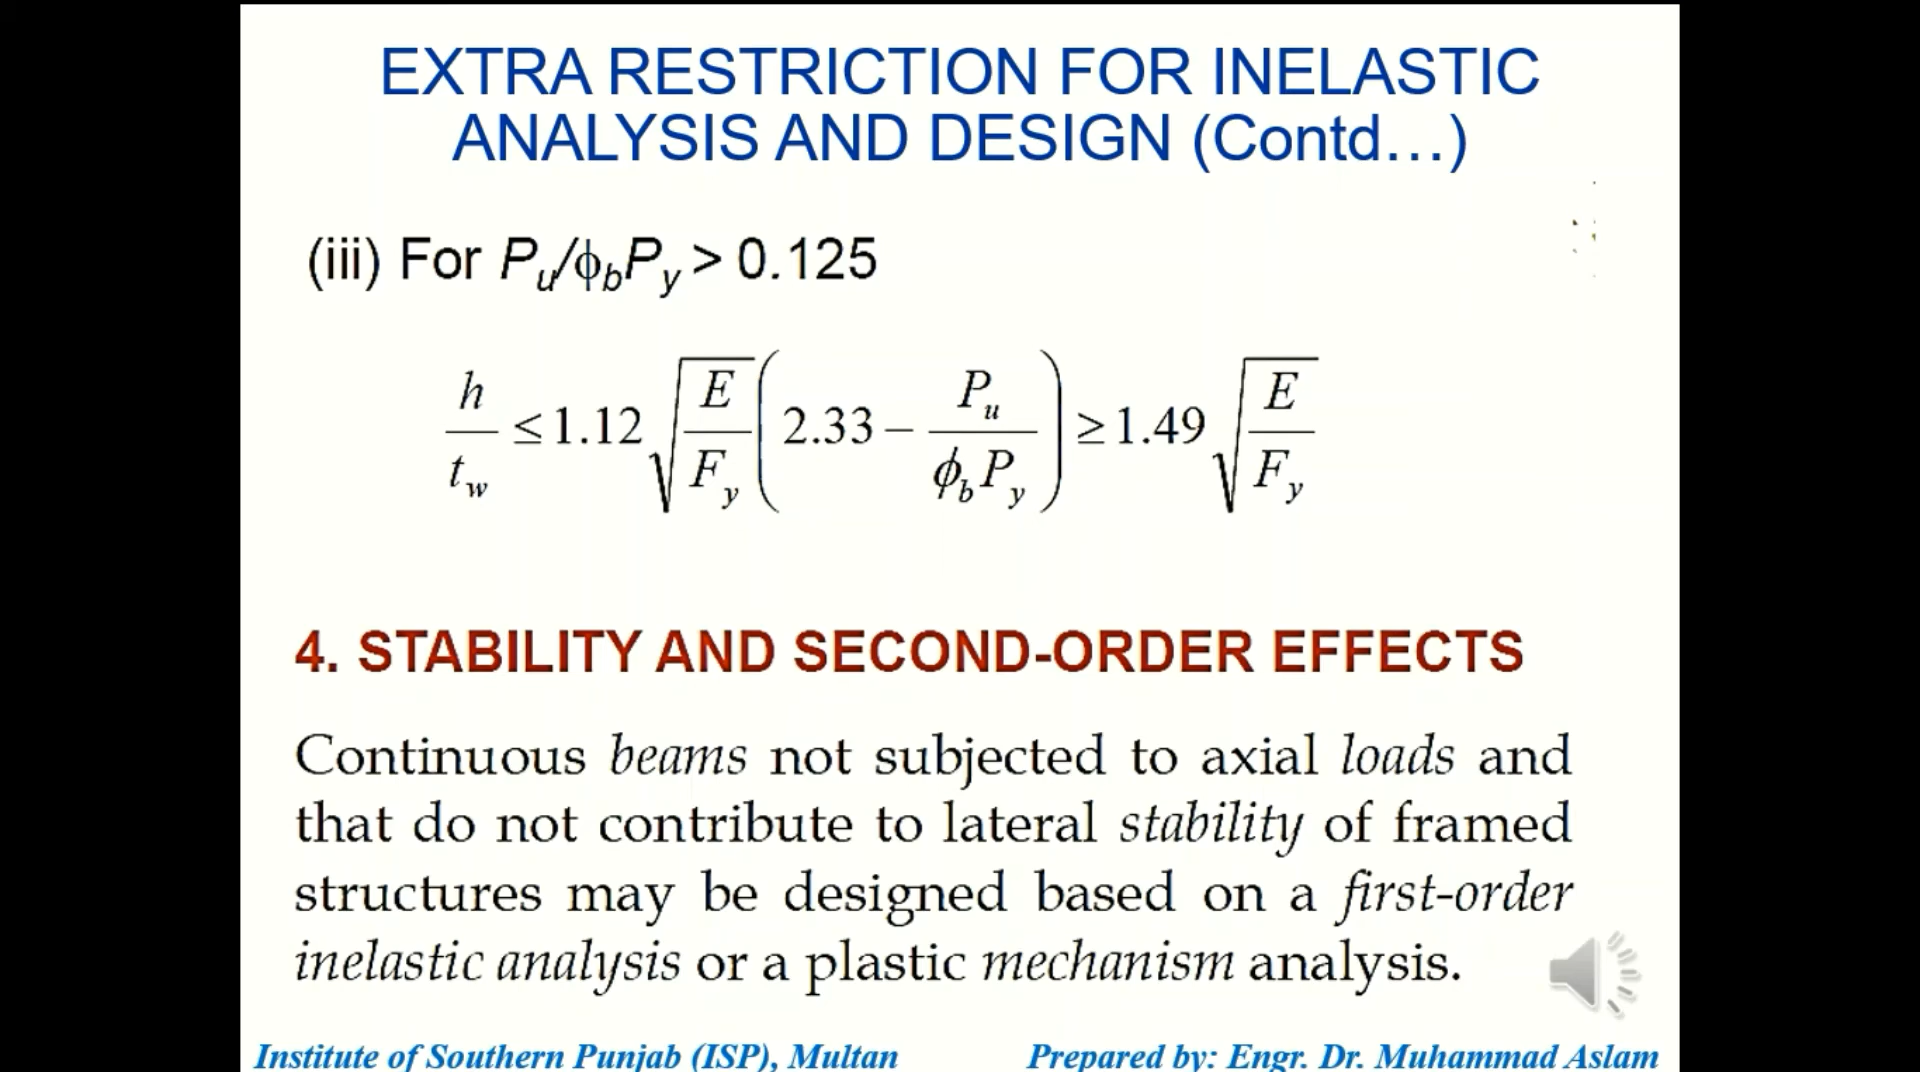 EXTRA RESTRICTION FOR INELASTIC
ANALYSIS AND DESIGN (Contd…)
(iii) For Pu/ϕbPy > 0.125
h/tw ≤ 1.12 √(E/Fy) (2.33 − Pu/ϕbPy) ≥ 1.49 √(E/Fy)
4. STABILITY AND SECOND-ORDER EFFECTS
Continuous beams not subjected to axial loads and
that do not contribute to lateral stability of framed
structures may be designed based on a first-order
inelastic analysis or a plastic mechanism analysis.
Institute of Southern Punjab (ISP), Multan
Prepared by: Engr. Dr. Muhammad Aslam